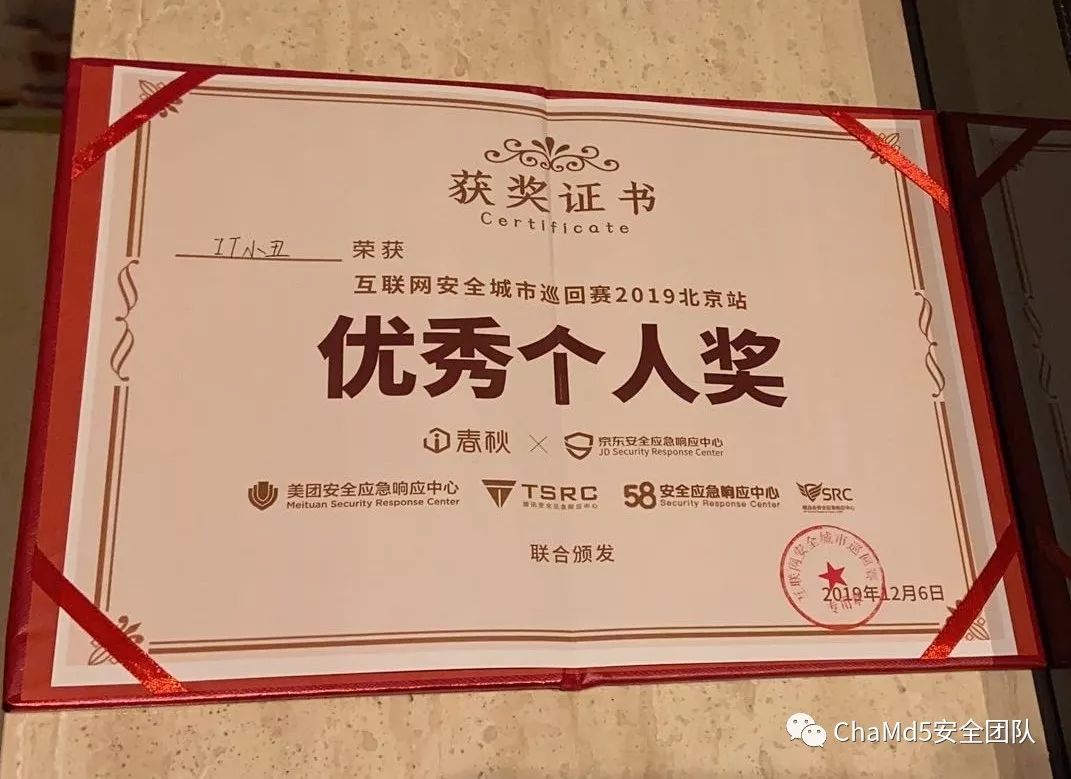 获奖证书
Certificate
IT小丑 荣获
互联网安全城市巡回赛2019北京站
优秀个人奖
春秋 × 京东安全应急响应中心
JD Security Response Center
美团安全应急响应中心
Meituan Security Response Center
TSRC
腾讯安全应急响应中心
58 安全应急响应中心
Security Response Center
SRC
联合颁发
互联网安全城市巡回赛
专用章
2019年12月6日
ChaMd5安全团队